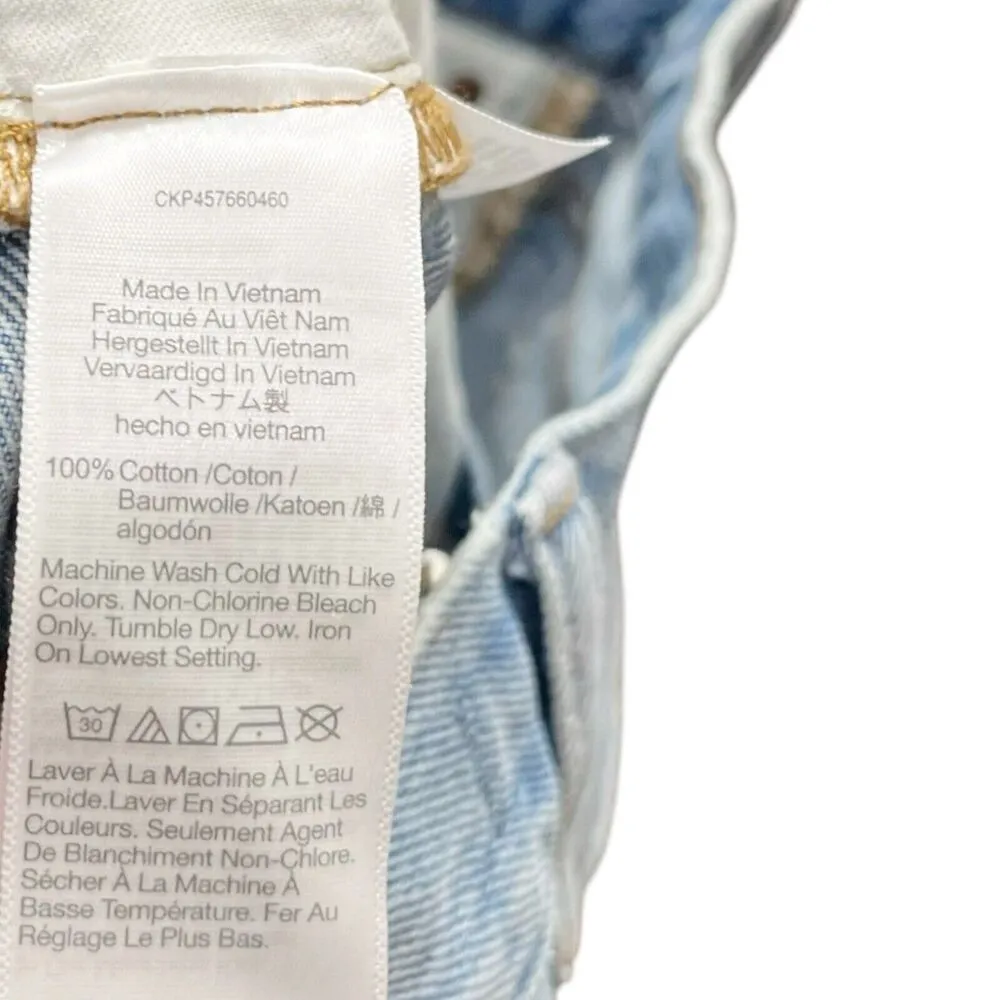 CKP457660460
Made In Vietnam
Fabriqué Au Viêt Nam
Hergestellt In Vietnam
Vervaardigd In Vietnam
ベトナム製
hecho en vietnam
100% Cotton /Coton /
Baumwolle /Katoen /綿 /
algodón
Machine Wash Cold With Like
Colors. Non-Chlorine Bleach
Only. Tumble Dry Low. Iron
On Lowest Setting.
30
Laver À La Machine À L'eau
Froide.Laver En Séparant Les
Couleurs. Seulement Agent
De Blanchiment Non-Chlore.
Sécher À La Machine À
Basse Température. Fer Au
Réglage Le Plus Bas.